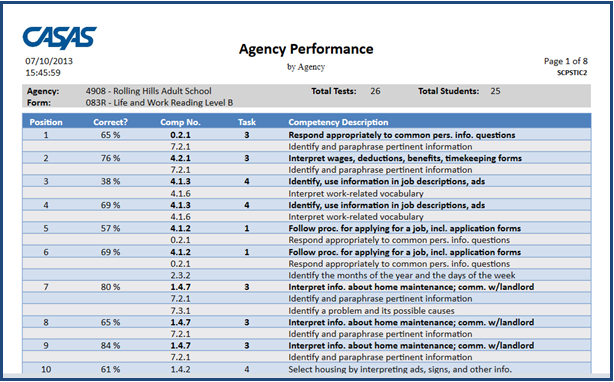 CASAS
07/10/2013
15:45:59
Agency Performance
by Agency
Page 1 of 8
SCPSTIC2
Agency: 4908 - Rolling Hills Adult School Total Tests: 26 Total Students: 25
Form: 083R - Life and Work Reading Level B
Position Correct? Comp No. Task Competency Description
1 65 % 0.2.1 3 Respond appropriately to common pers. info. questions
7.2.1 Identify and paraphrase pertinent information
2 76 % 4.2.1 3 Interpret wages, deductions, benefits, timekeeping forms
7.2.1 Identify and paraphrase pertinent information
3 38 % 4.1.3 4 Identify, use information in job descriptions, ads
4.1.6 Interpret work-related vocabulary
4 69 % 4.1.3 4 Identify, use information in job descriptions, ads
4.1.6 Interpret work-related vocabulary
5 57 % 4.1.2 1 Follow proc. for applying for a job, incl. application forms
0.2.1 Respond appropriately to common pers. info. questions
6 69 % 4.1.2 1 Follow proc. for applying for a job, incl. application forms
0.2.1 Respond appropriately to common pers. info. questions
2.3.2 Identify the months of the year and the days of the week
7 80 % 1.4.7 3 Interpret info. about home maintenance; comm. w/landlord
7.2.1 Identify and paraphrase pertinent information
7.3.1 Identify a problem and its possible causes
8 65 % 1.4.7 3 Interpret info. about home maintenance; comm. w/landlord
7.2.1 Identify and paraphrase pertinent information
9 84 % 1.4.7 3 Interpret info. about home maintenance; comm. w/landlord
7.2.1 Identify and paraphrase pertinent information
10 61 % 1.4.2 4 Select housing by interpreting ads, signs, and other info.